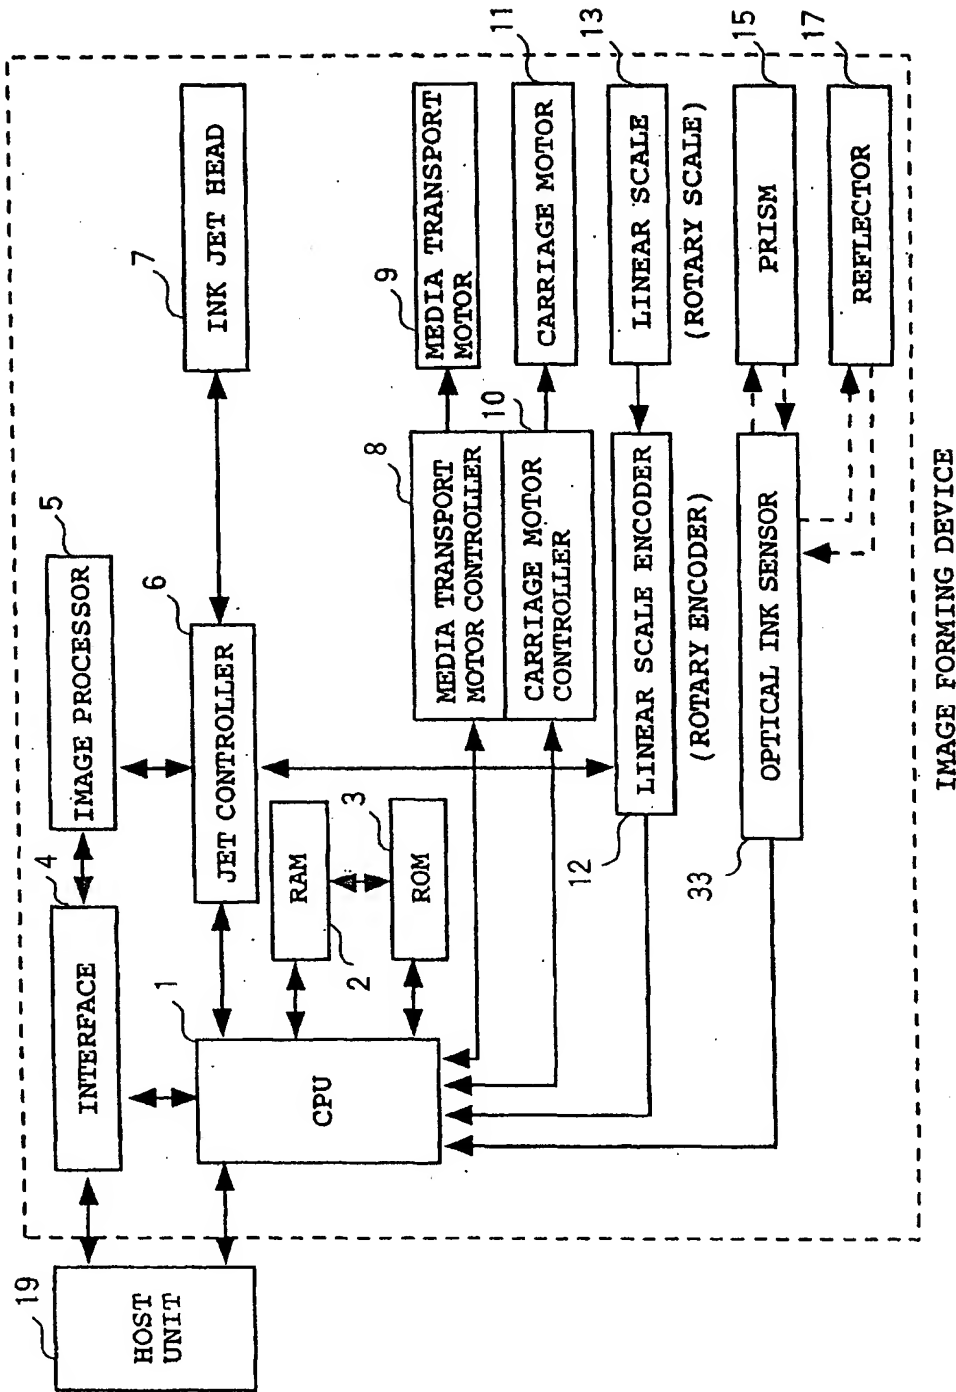 19
HOST
UNIT
4
INTERFACE
5
IMAGE PROCESSOR
1
CPU
6
JET CONTROLLER
7
INK JET HEAD
2
RAM
3
ROM
8
MEDIA TRANSPORT
MOTOR CONTROLLER
9
MEDIA TRANSPORT
MOTOR
10
CARRIAGE MOTOR
CONTROLLER
11
CARRIAGE MOTOR
12
LINEAR SCALE ENCODER
(ROTARY ENCODER)
13
LINEAR SCALE
(ROTARY SCALE)
33
OPTICAL INK SENSOR
15
PRISM
17
REFLECTOR
IMAGE FORMING DEVICE